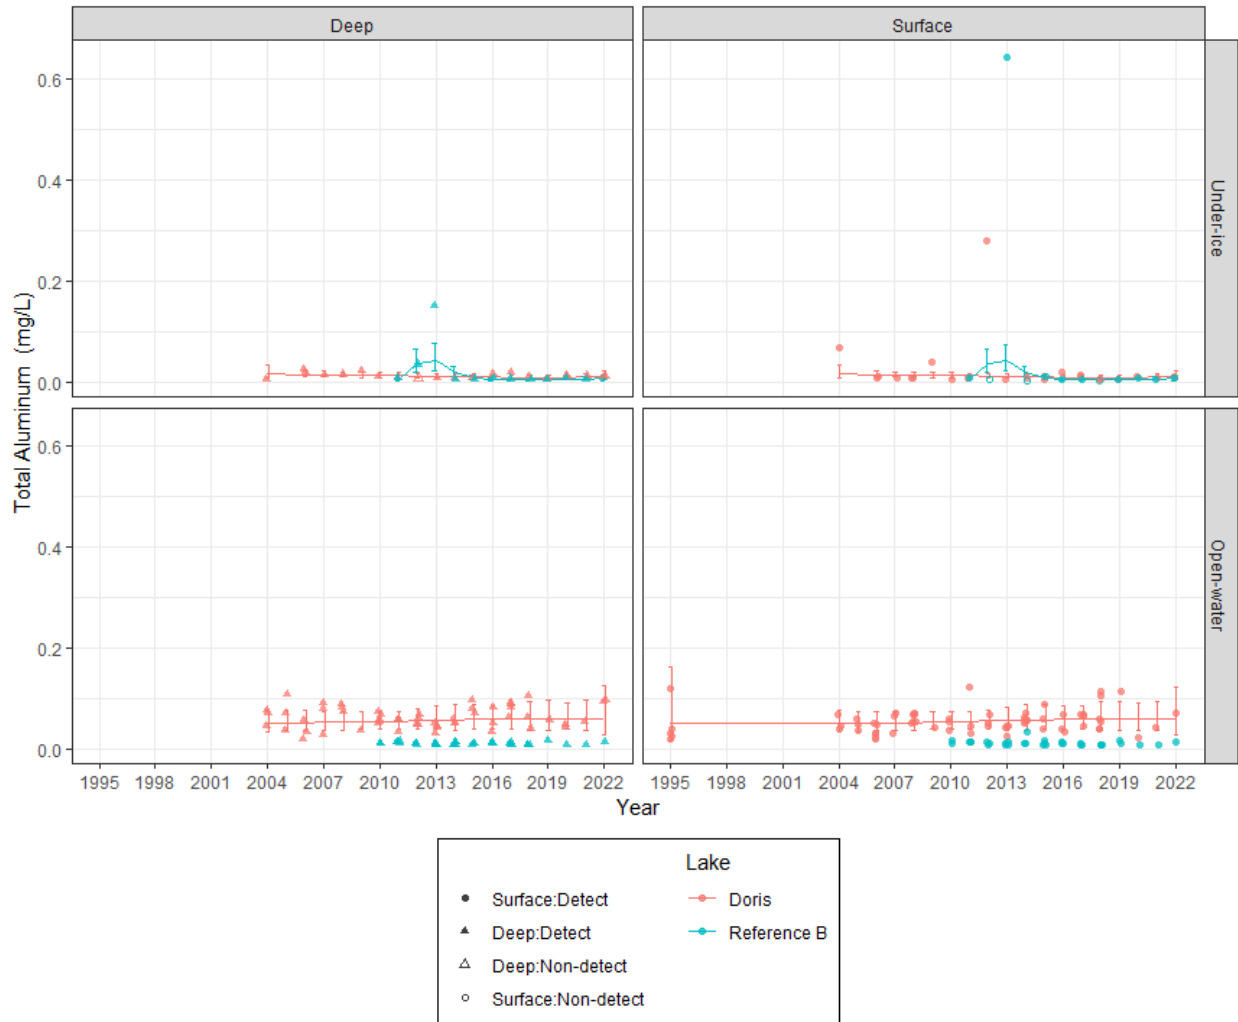 Deep
Surface
0.6
0.4
0.2
0.0
Under-ice
0.6
0.4
0.2
0.0
Open-water
Total Aluminum (mg/L)
1995 1998 2001 2004 2007 2010 2013 2016 2019 2022
1995 1998 2001 2004 2007 2010 2013 2016 2019 2022
Year
Surface:Detect
Deep:Detect
Deep:Non-detect
Surface:Non-detect
Lake
Doris
Reference B